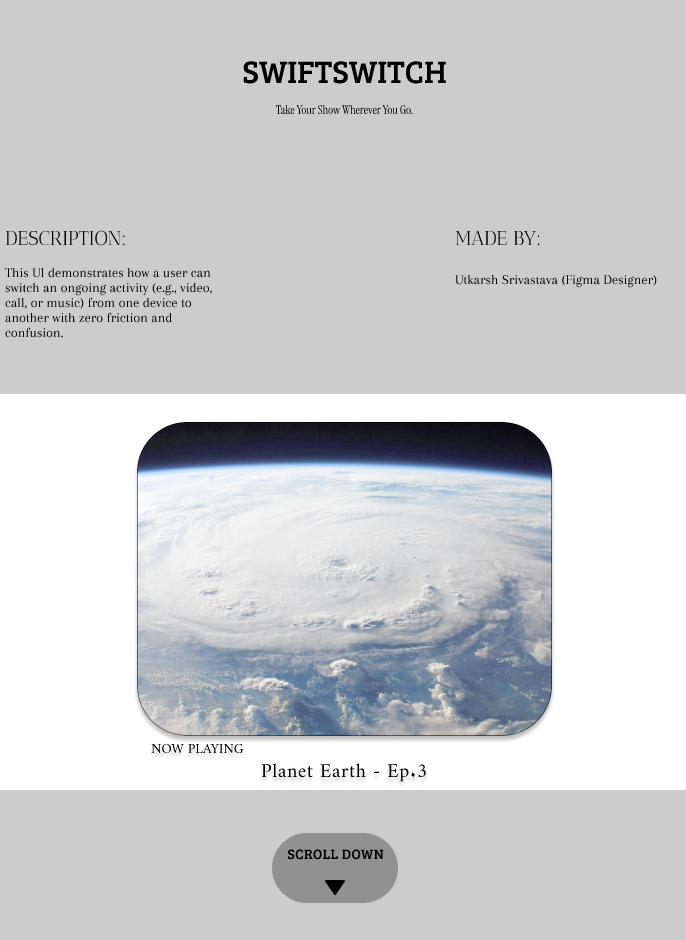 SWIFTSWITCH
Take Your Show Wherever You Go.
DESCRIPTION:
This UI demonstrates how a user can
switch an ongoing activity (e.g., video,
call, or music) from one device to
another with zero friction and
confusion.
MADE BY:
Utkarsh Srivastava (Figma Designer)
NOW PLAYING
Planet Earth - Ep.3
SCROLL DOWN